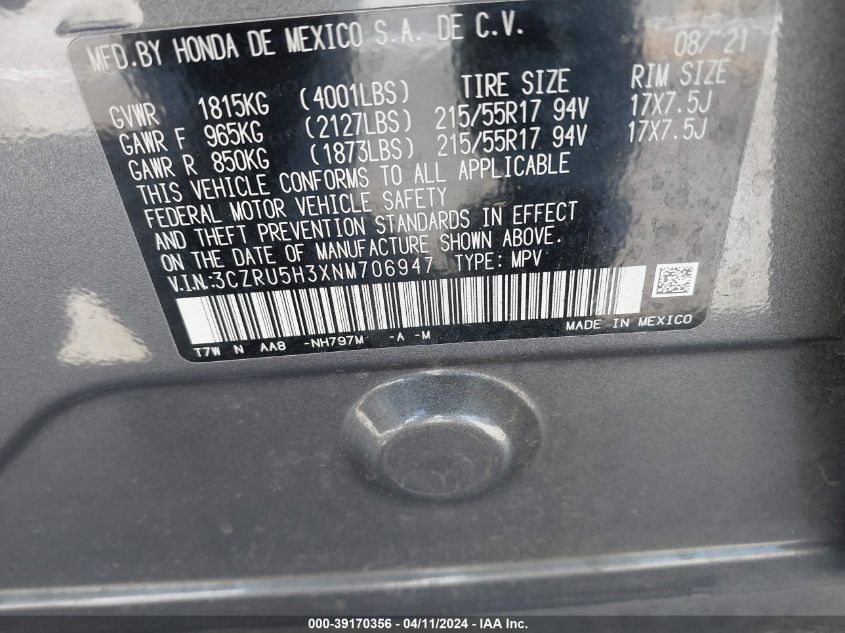 MFD.BY HONDA DE MEXICO S.A. DE C.V. 08/21
GVWR 1815KG (4001LBS) TIRE SIZE RIM SIZE
GAWR F 965KG (2127LBS) 215/55R17 94V 17X7.5J
GAWR R 850KG (1873LBS) 215/55R17 94V 17X7.5J
THIS VEHICLE CONFORMS TO ALL APPLICABLE
FEDERAL MOTOR VEHICLE SAFETY
AND THEFT PREVENTION STANDARDS IN EFFECT
ON THE DATE OF MANUFACTURE SHOWN ABOVE.
V.I.N:3CZRU5H3XNM706947 TYPE:MPV
T7W N AA8 -NH797M -A -M MADE IN MEXICO
000-39170356 - 04/11/2024 - IAA Inc.